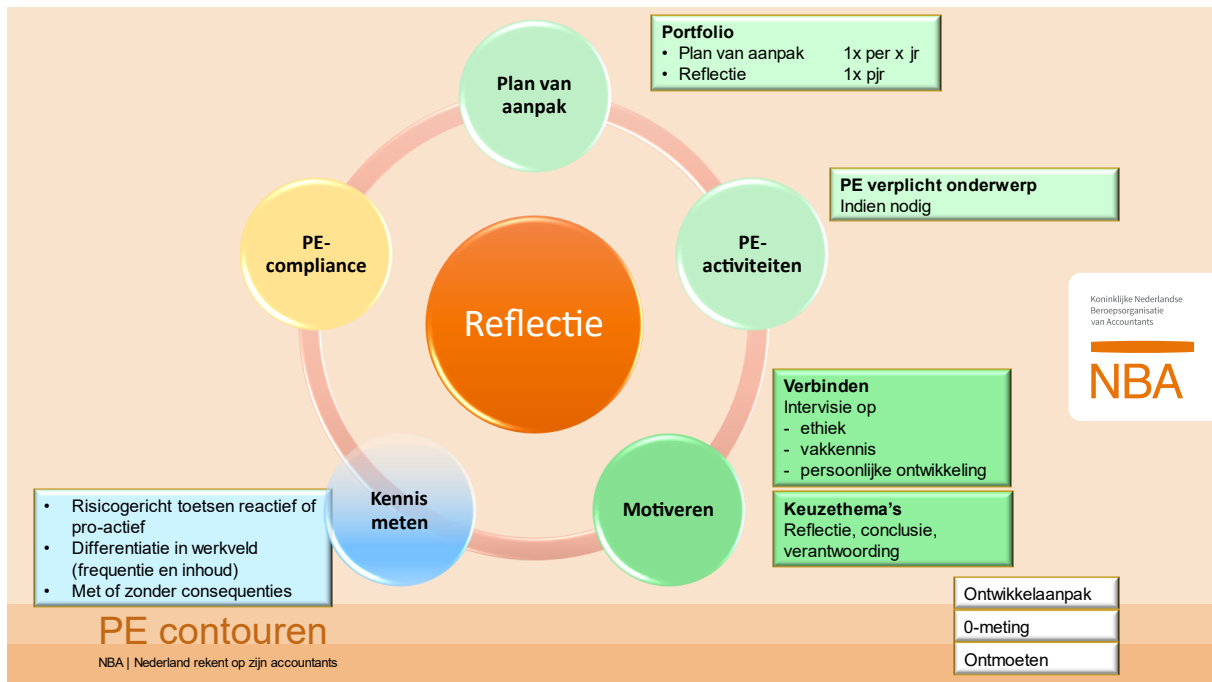 Portfolio
• Plan van aanpak 1x per x jr
• Reflectie 1x pjr
Plan van
aanpak
PE verplicht onderwerp
Indien nodig
PE-
compliance
PE-
activiteiten
Reflectie
Koninklijke Nederlandse
Beroepsorganisatie
van Accountants
NBA
Verbinden
Intervisie op
- ethiek
- vakkennis
- persoonlijke ontwikkeling
Kennis
meten
Motiveren
Keuzethema's
Reflectie, conclusie,
verantwoording
• Risicogericht toetsen reactief of
pro-actief
• Differentiatie in werkveld
(frequentie en inhoud)
• Met of zonder consequenties
Ontwikkelaanpak
0-meting
Ontmoeten
PE contouren
NBA | Nederland rekent op zijn accountants